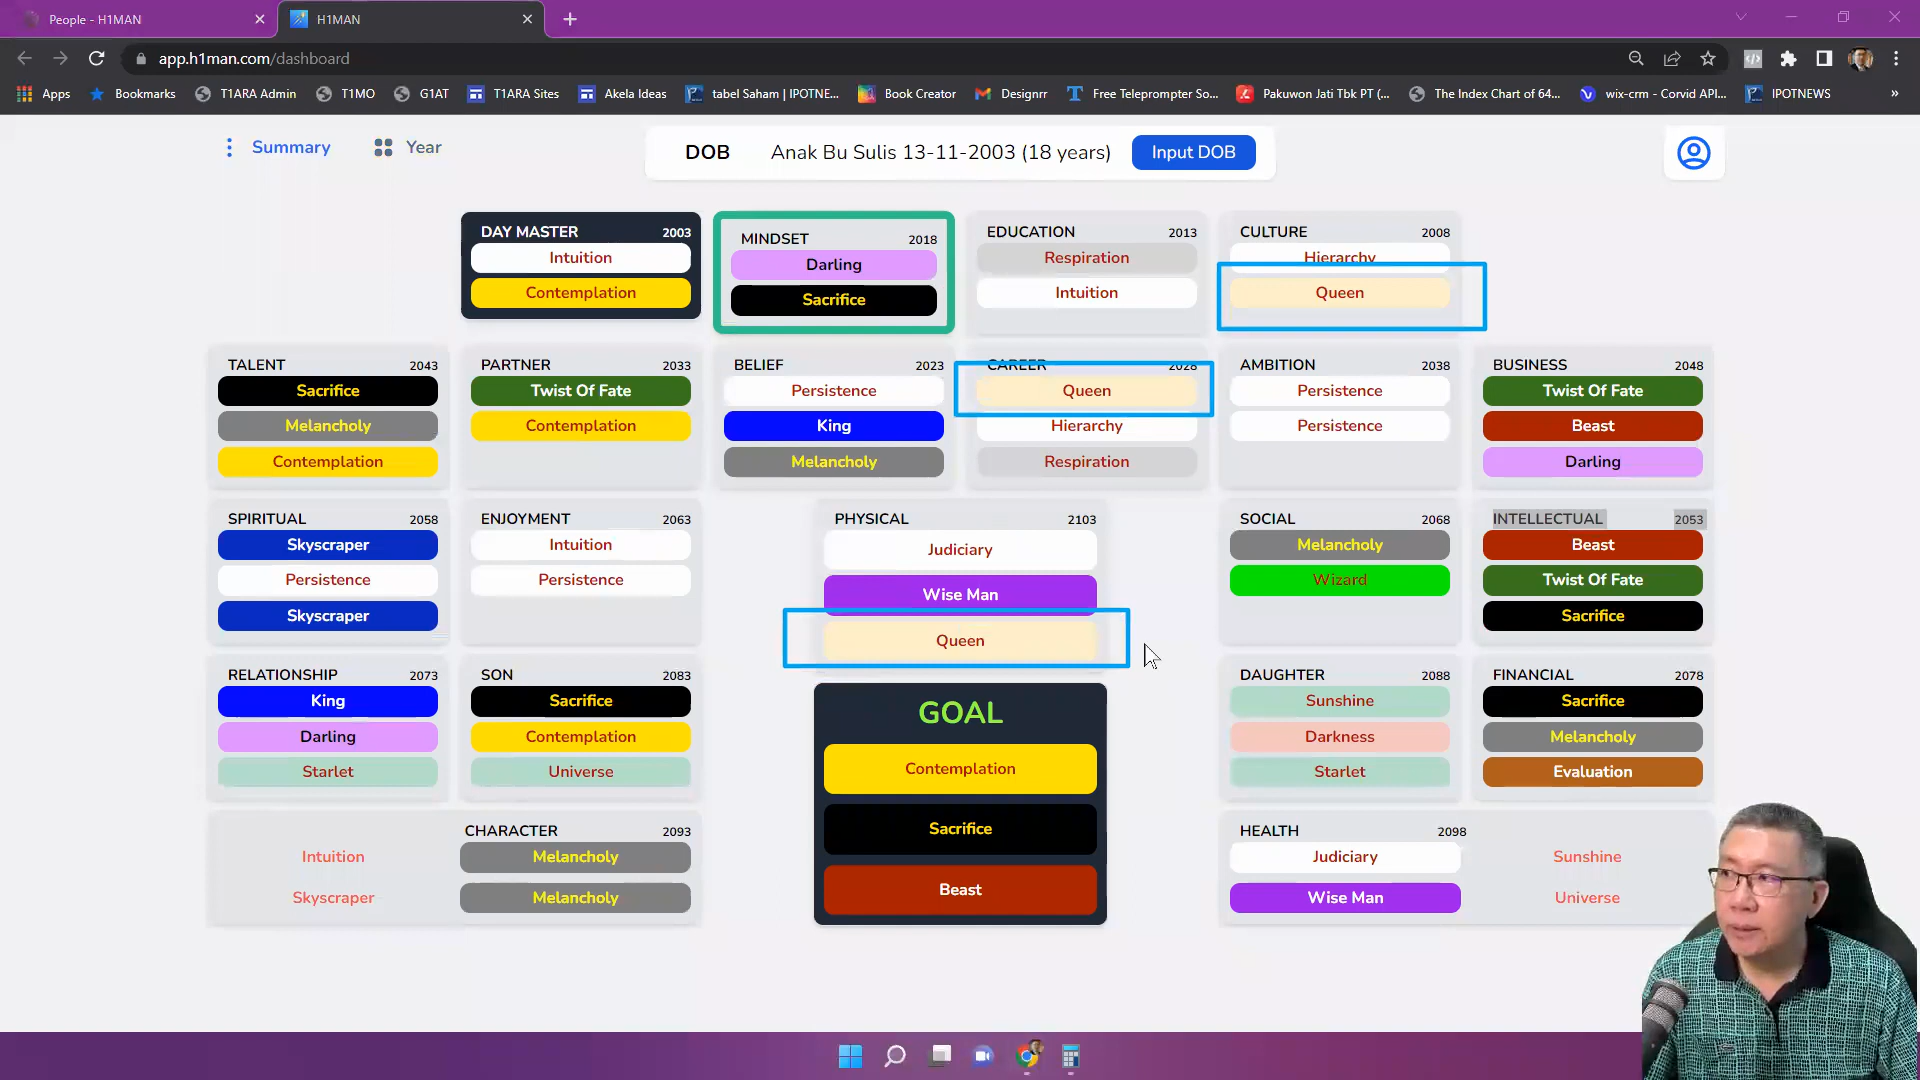 People - H1MAN
H1MAN
app.h1man.com/dashboard
Apps
Bookmarks
T1ARA Admin
T1MO
G1AT
T1ARA Sites
Akela Ideas
tabel Saham | IPOTNE...
Book Creator
Designrr
Free Teleprompter So...
Pakuwon Jati Tbk PT (...
The Index Chart of 64...
wix-crm - Corvid API...
IPOTNEWS
»
Summary
Year
DOB
Anak Bu Sulis 13-11-2003 (18 years)
Input DOB
DAY MASTER 2003
Intuition
Contemplation
MINDSET 2018
Darling
Sacrifice
EDUCATION 2013
Respiration
Intuition
CULTURE 2008
Hierarchy
Queen
TALENT 2043
Sacrifice
Melancholy
Contemplation
PARTNER 2033
Twist Of Fate
Contemplation
BELIEF 2023
Persistence
King
Melancholy
CAREER 2028
Queen
Hierarchy
Respiration
AMBITION 2038
Persistence
Persistence
BUSINESS 2048
Twist Of Fate
Beast
Darling
SPIRITUAL 2058
Skyscraper
Persistence
Skyscraper
ENJOYMENT 2063
Intuition
Persistence
PHYSICAL 2103
Judiciary
Wise Man
Queen
SOCIAL 2068
Melancholy
Wizard
INTELLECTUAL 2053
Beast
Twist Of Fate
Sacrifice
RELATIONSHIP 2073
King
Darling
Starlet
SON 2083
Sacrifice
Contemplation
Universe
GOAL
Contemplation
Sacrifice
Beast
DAUGHTER 2088
Sunshine
Darkness
Starlet
FINANCIAL 2078
Sacrifice
Melancholy
Evaluation
CHARACTER 2093
Intuition Melancholy
Skyscraper Melancholy
HEALTH 2098
Judiciary Sunshine
Wise Man Universe